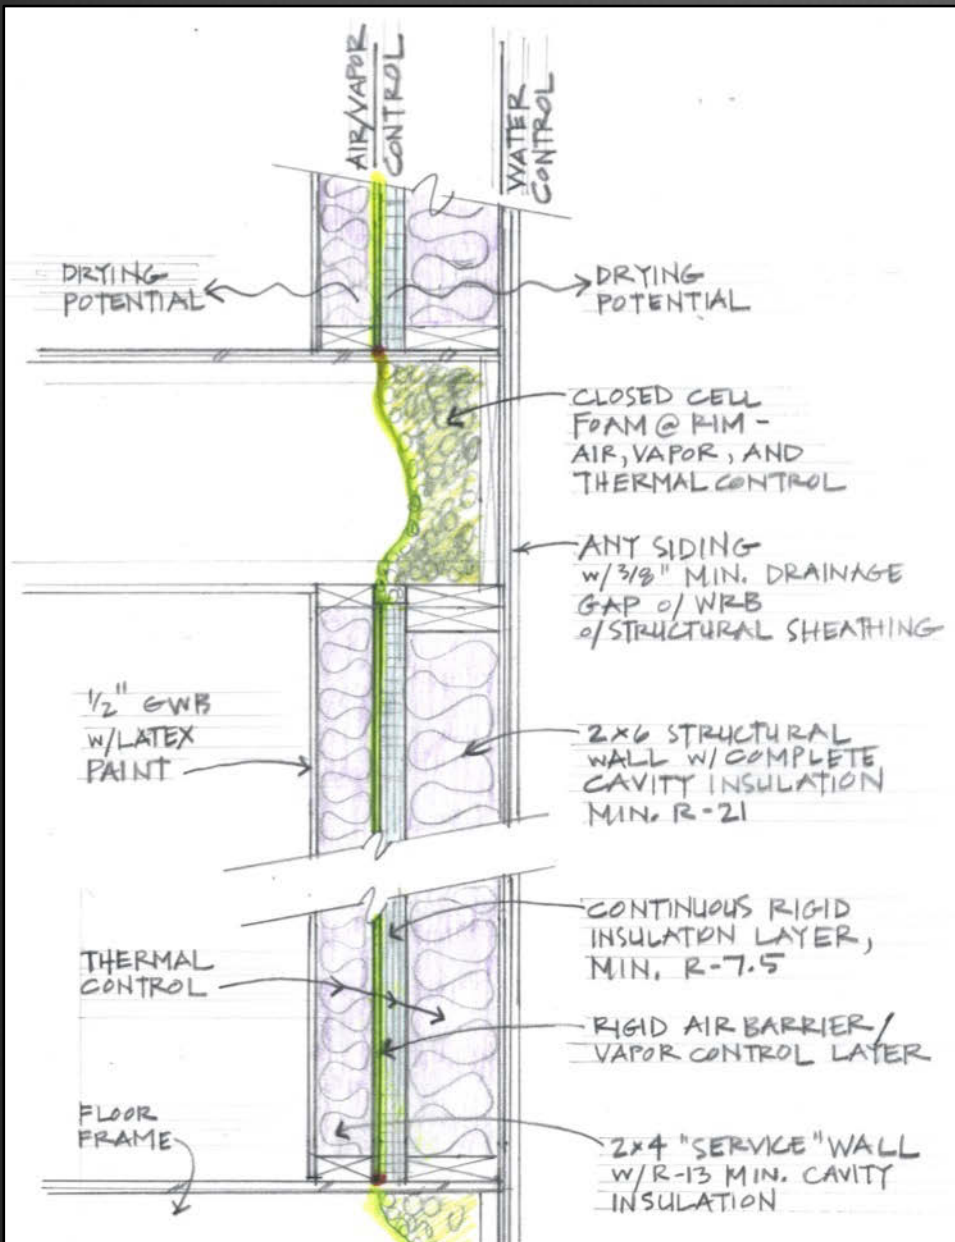 AIR/VAPOR
CONTROL
WATER
CONTROL
DRYING
POTENTIAL
DRYING
POTENTIAL
CLOSED CELL
FOAM @ RIM -
AIR, VAPOR, AND
THERMAL CONTROL
ANY SIDING
W/ 3/8" MIN. DRAINAGE
GAP O/ WRB
O/STRUCTURAL SHEATHING
1/2" GWB
W/LATEX
PAINT
2x6 STRUCTURAL
WALL W/ COMPLETE
CAVITY INSULATION
MIN. R-21
CONTINUOUS RIGID
INSULATON LAYER,
MIN. R-7.5
THERMAL
CONTROL
RIGID AIR BARRIER/
VAPOR CONTROL LAYER
FLOOR
FRAME
2x4 "SERVICE" WALL
W/R-13 MIN. CAVITY
INSULATION